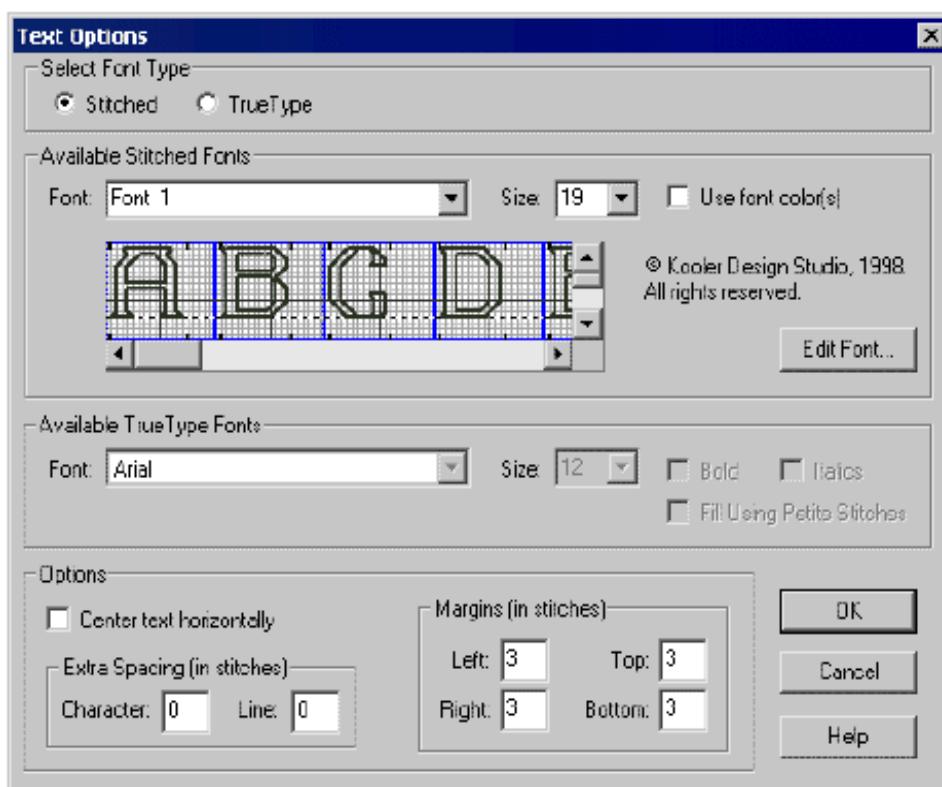 Text Options
Select Font Type
Stitched TrueType
Available Stitched Fonts
Font: Font 1 Size: 19 Use font color(s)
A B C D
© Kooler Design Studio, 1998.
All rights reserved.
Edit Font...
Available TrueType Fonts
Font: Arial Size: 12 Bold Italics
Fill Using Petite Stitches
Options
Center text horizontally
Extra Spacing (in stitches)
Character: 0 Line: 0
Margins (in stitches)
Left: 3 Top: 3
Right: 3 Bottom: 3
OK
Cancel
Help